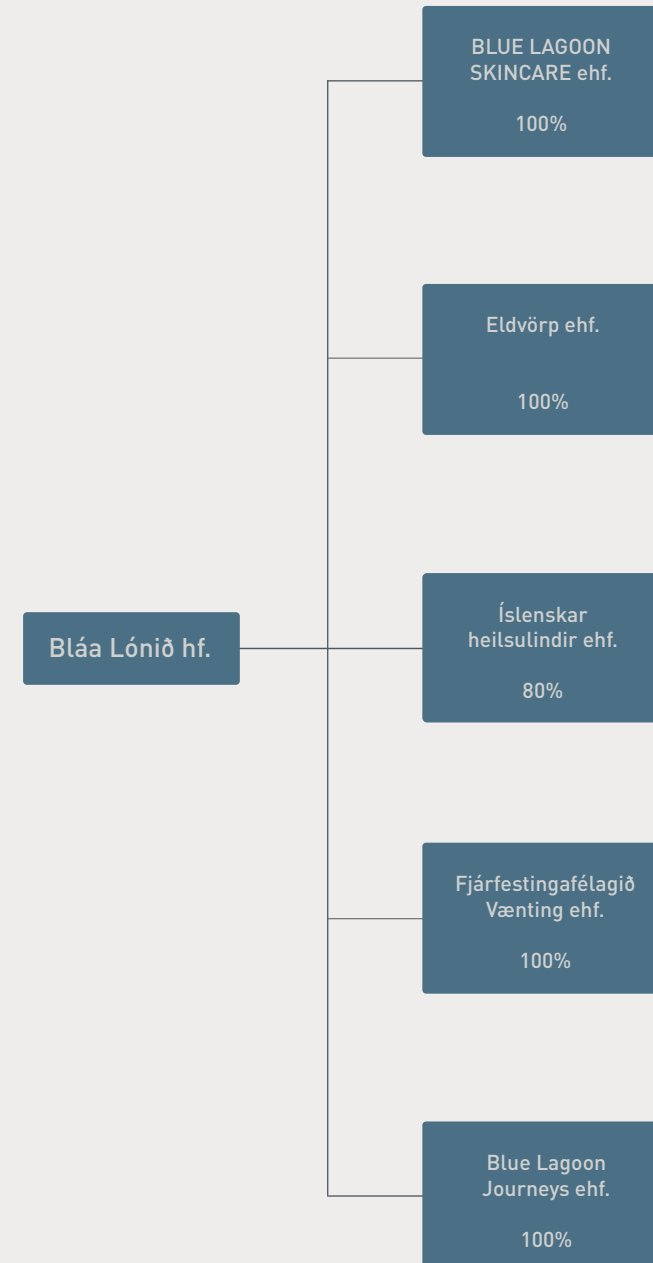 BLUE LAGOON
SKINCARE ehf.
100%
Eldvörp ehf.
100%
Bláa Lónið hf.
Íslenskar
heilsulindir ehf.
80%
Fjárfestingafélagið
Vænting ehf.
100%
Blue Lagoon
Journeys ehf.
100%